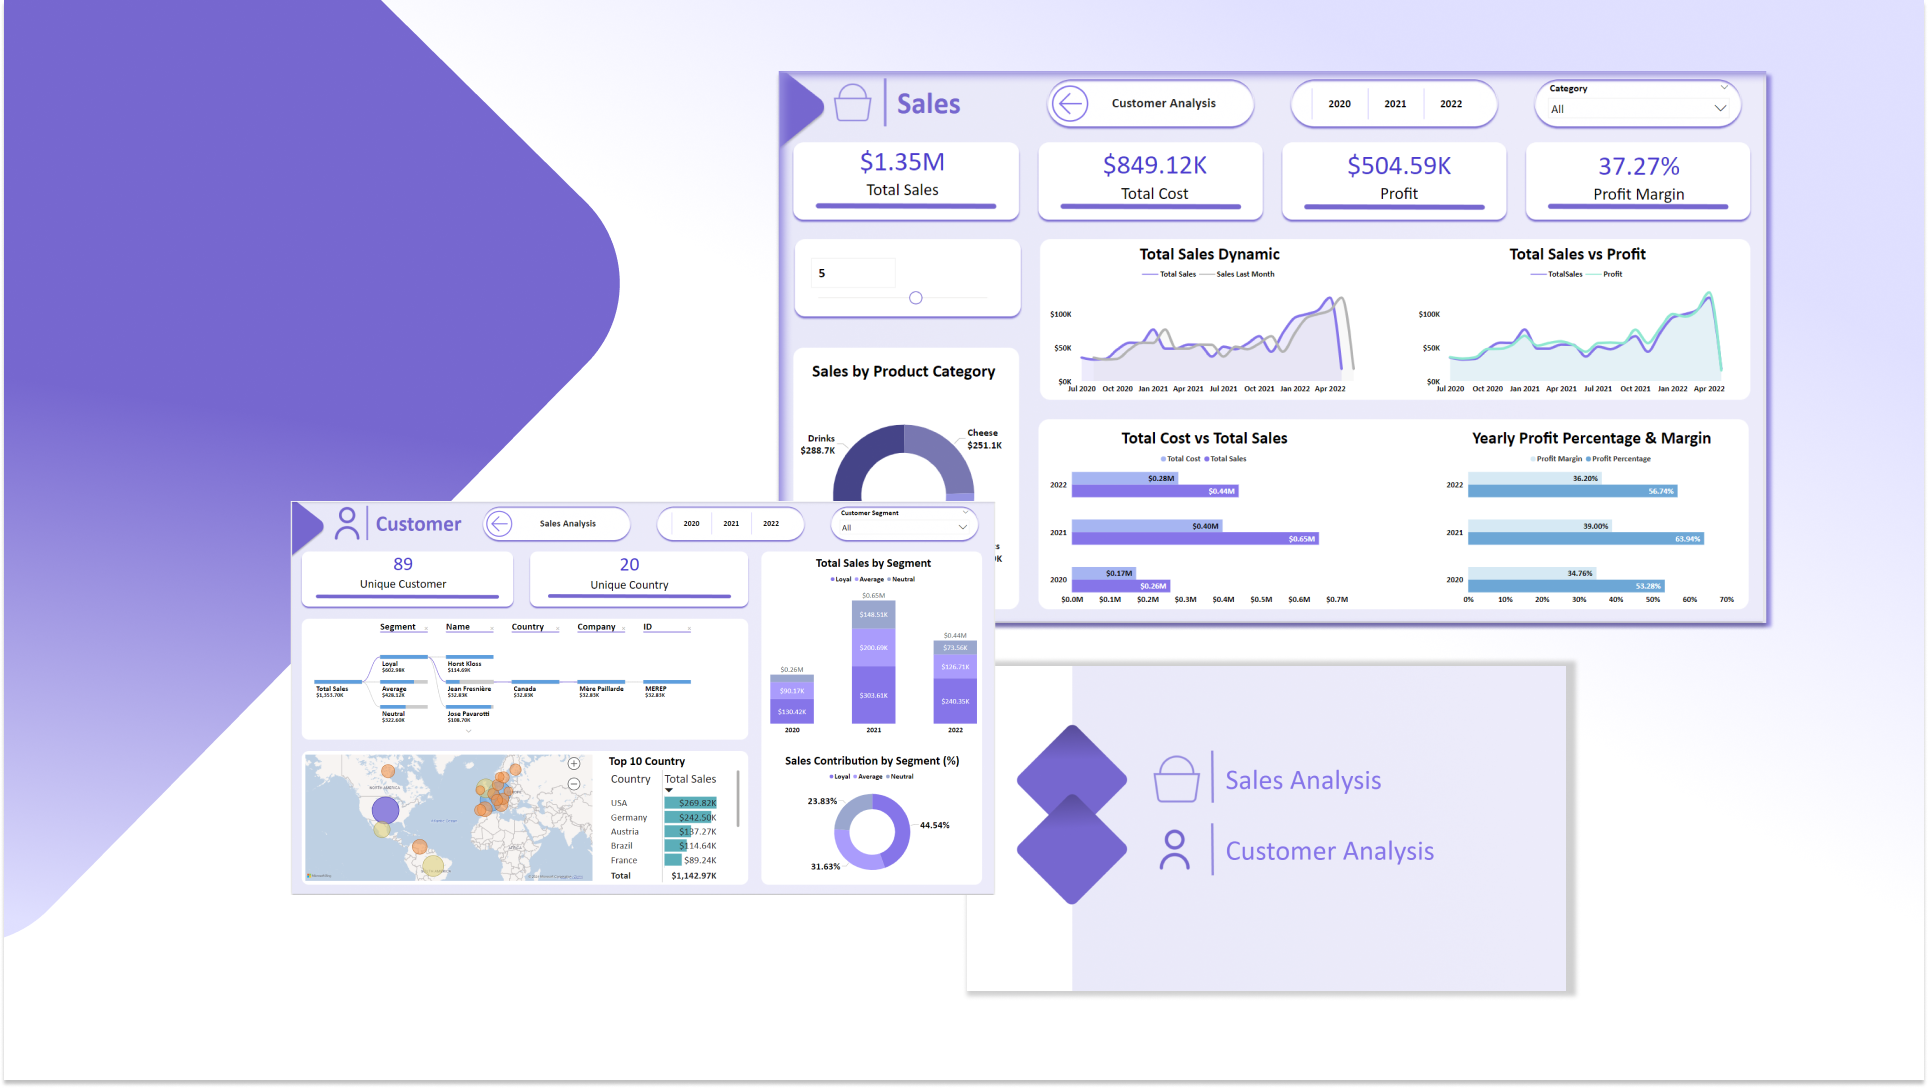 Sales
Customer Analysis
2020 2021 2022
Category
All
$1.35M
Total Sales
$849.12K
Total Cost
$504.59K
Profit
37.27%
Profit Margin
5
Total Sales Dynamic
Total Sales Sales Last Month
$100K
$50K
$0K
Jul 2020 Oct 2020 Jan 2021 Apr 2021 Jul 2021 Oct 2021 Jan 2022 Apr 2022
Total Sales vs Profit
TotalSales Profit
$100K
$50K
$0K
Jul 2020 Oct 2020 Jan 2021 Apr 2021 Jul 2021 Oct 2021 Jan 2022 Apr 2022
Sales by Product Category
Drinks
$288.7K
Cheese
$251.1K
Total Cost vs Total Sales
Total Cost Total Sales
2022 $0.28M
$0.44M
2021 $0.40M
$0.65M
2020 $0.17M
$0.26M
$0.0M $0.1M $0.2M $0.3M $0.4M $0.5M $0.6M $0.7M
Yearly Profit Percentage & Margin
Profit Margin Profit Percentage
2022 36.20%
56.74%
2021 39.00%
63.94%
2020 34.76%
53.28%
0% 10% 20% 30% 40% 50% 60% 70%
Customer
Sales Analysis
2020 2021 2022
Customer Segment
All
89
Unique Customer
20
Unique Country
Segment Name Country Company ID
Total Sales
$1,353.70K
Loyal
$602.98K
Average
$428.12K
Neutral
$322.60K
Horst Kloss
$114.69K
Jean Fresnière
$32.83K
Jose Pavarotti
$108.70K
Canada
$32.83K
Mère Paillarde
$32.83K
MEREP
$32.83K
Total Sales by Segment
Loyal Average Neutral
$0.26M
$90.17K
$130.42K
2020
$0.65M
$148.51K
$200.69K
$303.61K
2021
$0.44M
$73.56K
$126.71K
$240.35K
2022
NORTH AMERICA
Top 10 Country
Country Total Sales
USA $269.82K
Germany $242.50K
Austria $137.27K
Brazil $114.64K
France $89.24K
Total $1,142.97K
Sales Contribution by Segment (%)
Loyal Average Neutral
23.83%
44.54%
31.63%
Sales Analysis
Customer Analysis